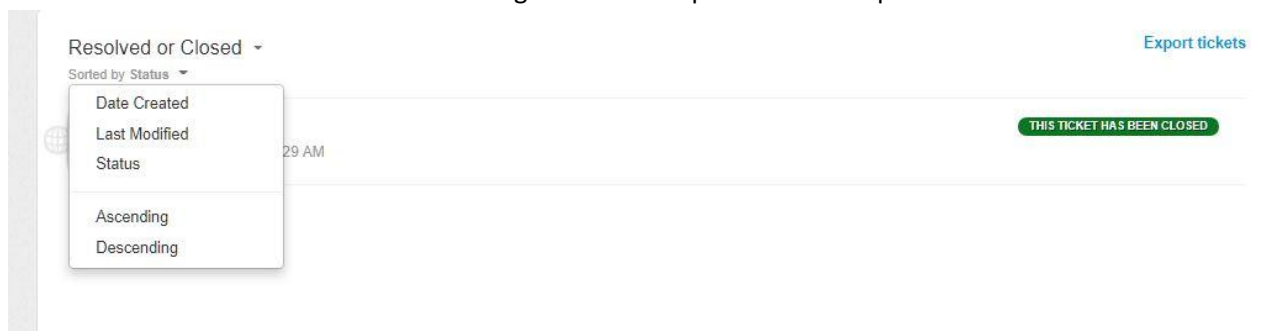 Resolved or Closed
Export tickets
Sorted by Status
Date Created
Last Modified
THIS TICKET HAS BEEN CLOSED
29 AM
Status
Ascending
Descending